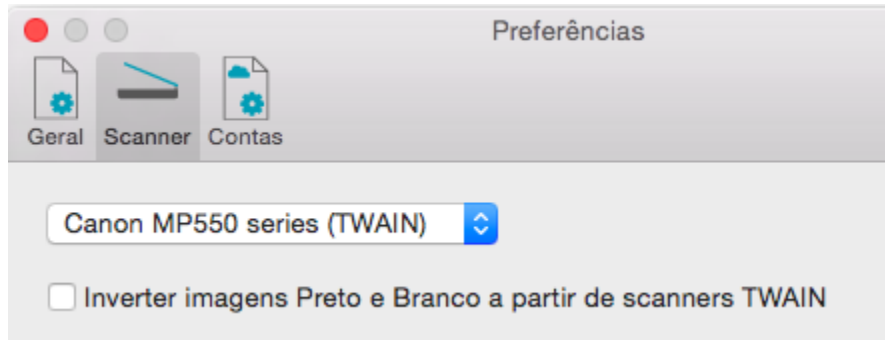 Preferências
Geral Scanner Contas
Canon MP550 series (TWAIN)
Inverter imagens Preto e Branco a partir de scanners TWAIN